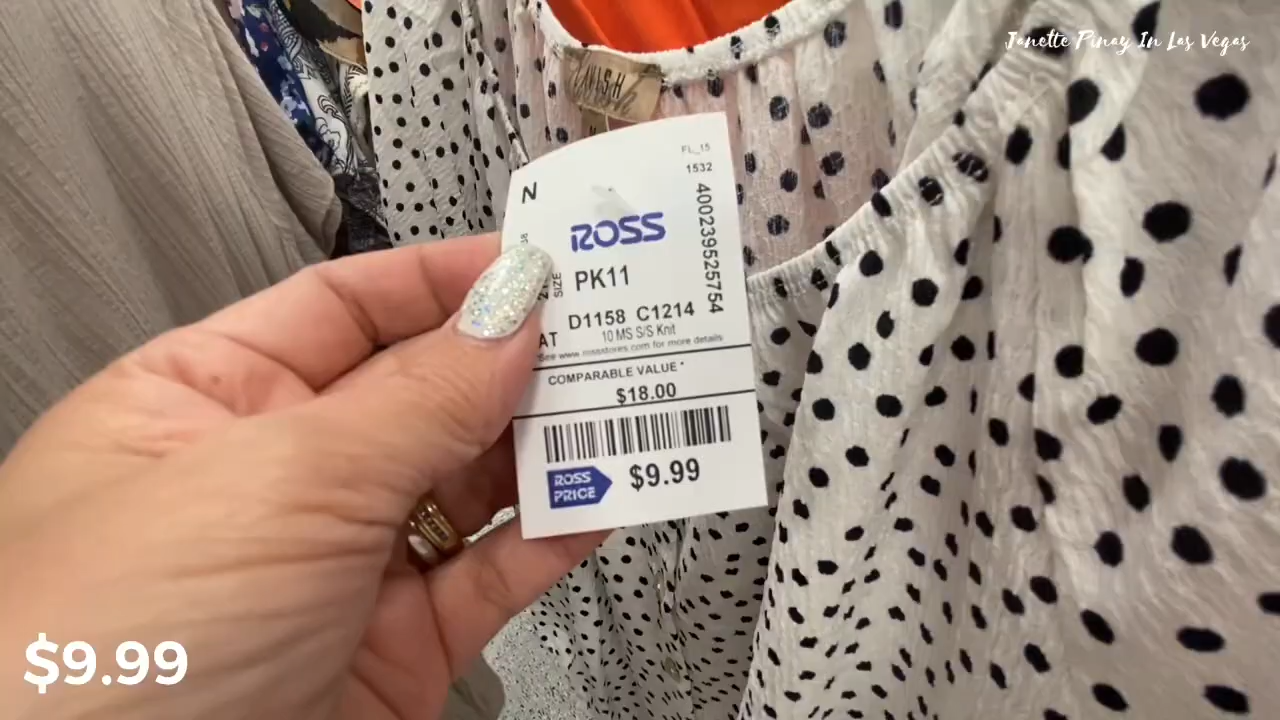 Janette Pinay In Las Vegas
FL_15
1532
N
ROSS
400239525754
SIZE
PK11
D1158 C1214
10 MS S/S Knit
See www.rossstores.com for more details
COMPARABLE VALUE *
$18.00
ROSS
PRICE
$9.99
$9.99